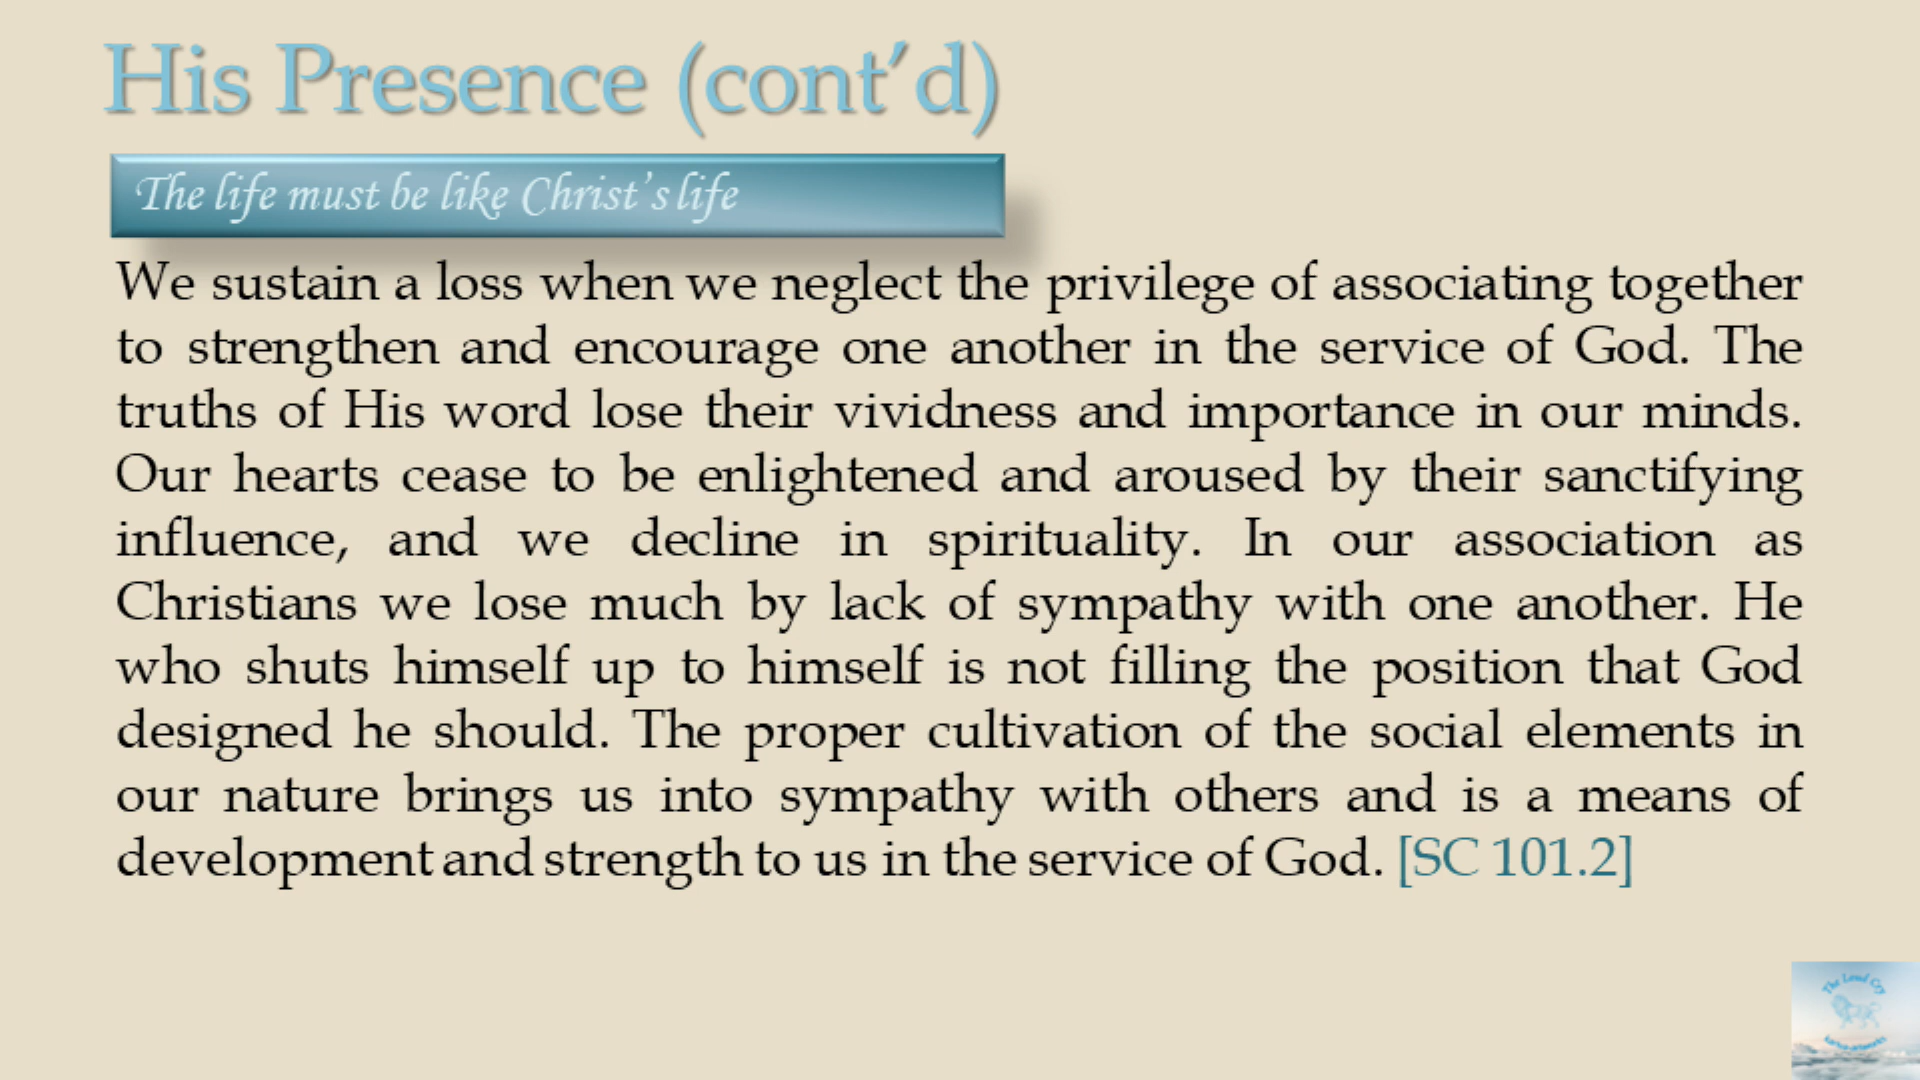 His Presence (cont’d)
The life must be like Christ’s life
We sustain a loss when we neglect the privilege of associating together
to strengthen and encourage one another in the service of God. The
truths of His word lose their vividness and importance in our minds.
Our hearts cease to be enlightened and aroused by their sanctifying
influence, and we decline in spirituality. In our association as
Christians we lose much by lack of sympathy with one another. He
who shuts himself up to himself is not filling the position that God
designed he should. The proper cultivation of the social elements in
our nature brings us into sympathy with others and is a means of
development and strength to us in the service of God. [SC 101.2]
The Loud Cry